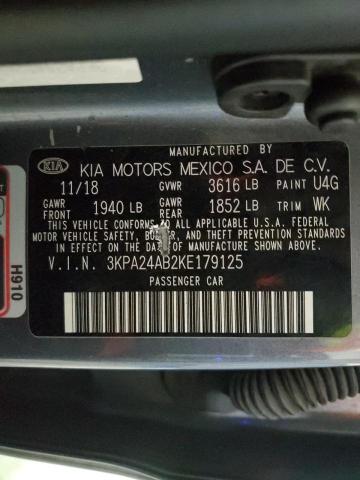 MANUFACTURED BY
KIA KIA MOTORS MEXICO S.A. DE C.V.
11/18 GVWR 3616 LB PAINT U4G
GAWR FRONT 1940 LB GAWR REAR 1852 LB TRIM WK
THIS VEHICLE CONFORMS TO ALL APPLICABLE U.S. FEDERAL
MOTOR VEHICLE SAFETY, BUMPER, AND THEFT PREVENTION
STANDARDS IN EFFECT ON THE DATE OF MANUFACTURE SHOWN ABOVE.
V.I.N. 3KPA24AB2KE179125
PASSENGER CAR
H910